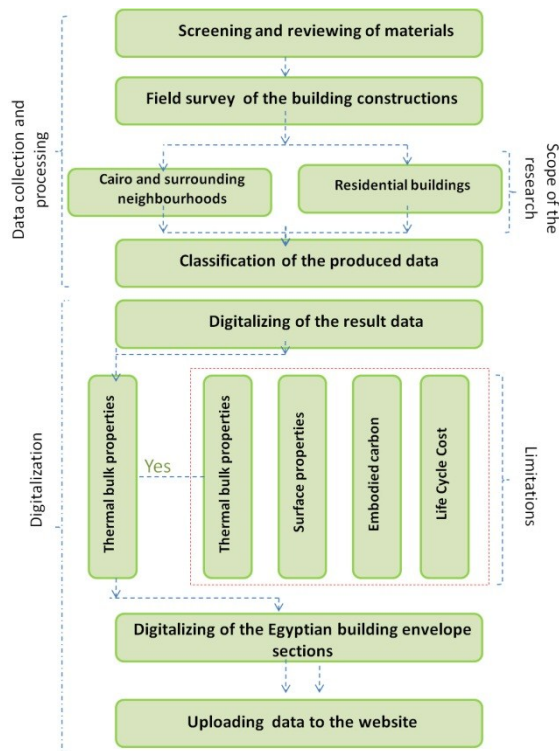 Screening and reviewing of materials
Field survey of the building constructions
Data collection and
processing
Cairo and surrounding
neighbourhoods
Residential buildings
Scope of the
research
Classification of the produced data
Digitalizing of the result data
Digitalization
Thermal bulk properties
Yes
Thermal bulk properties
Surface properties
Embodied carbon
Life Cycle Cost
Limitations
Digitalizing of the Egyptian building envelope
sections
Uploading data to the website